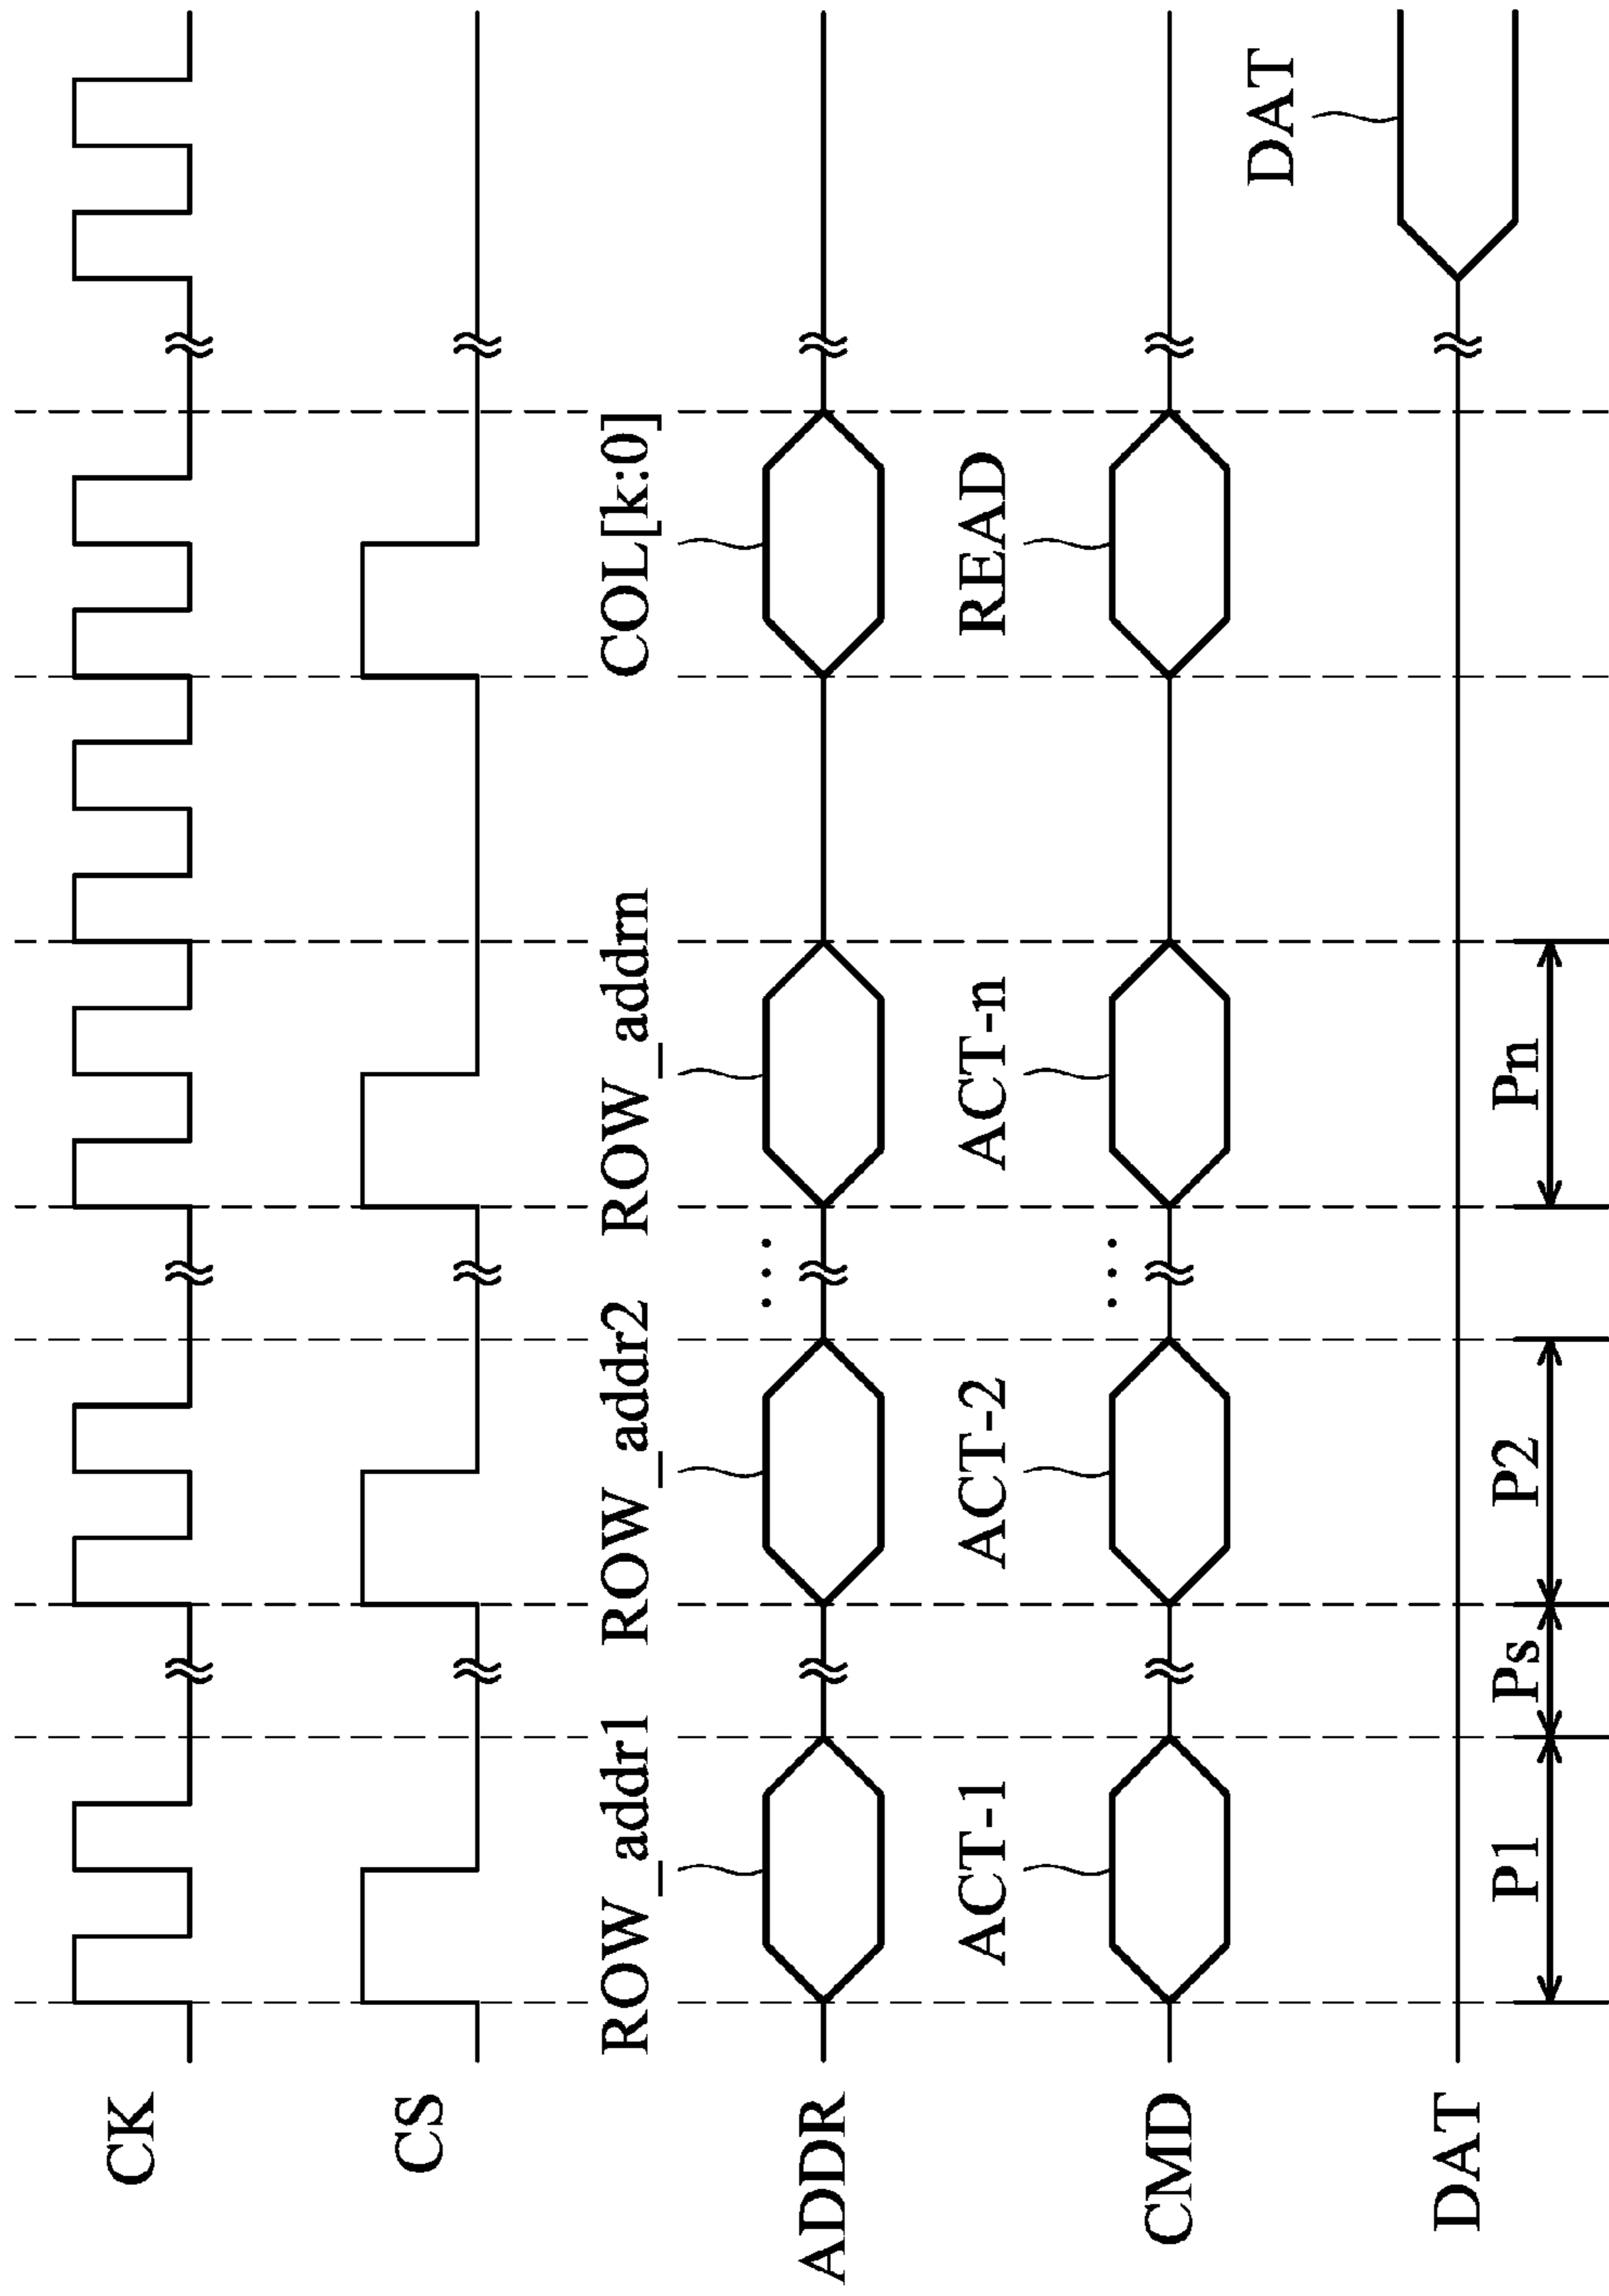 CK
CS
ROW_addr1 ROW_addr2 ROW_addrn COL[k:0]
ADDR ... 
ACT-1 ACT-2 ACT-n READ
CMD ...
DAT
DAT
P1 Ps P2 Pn